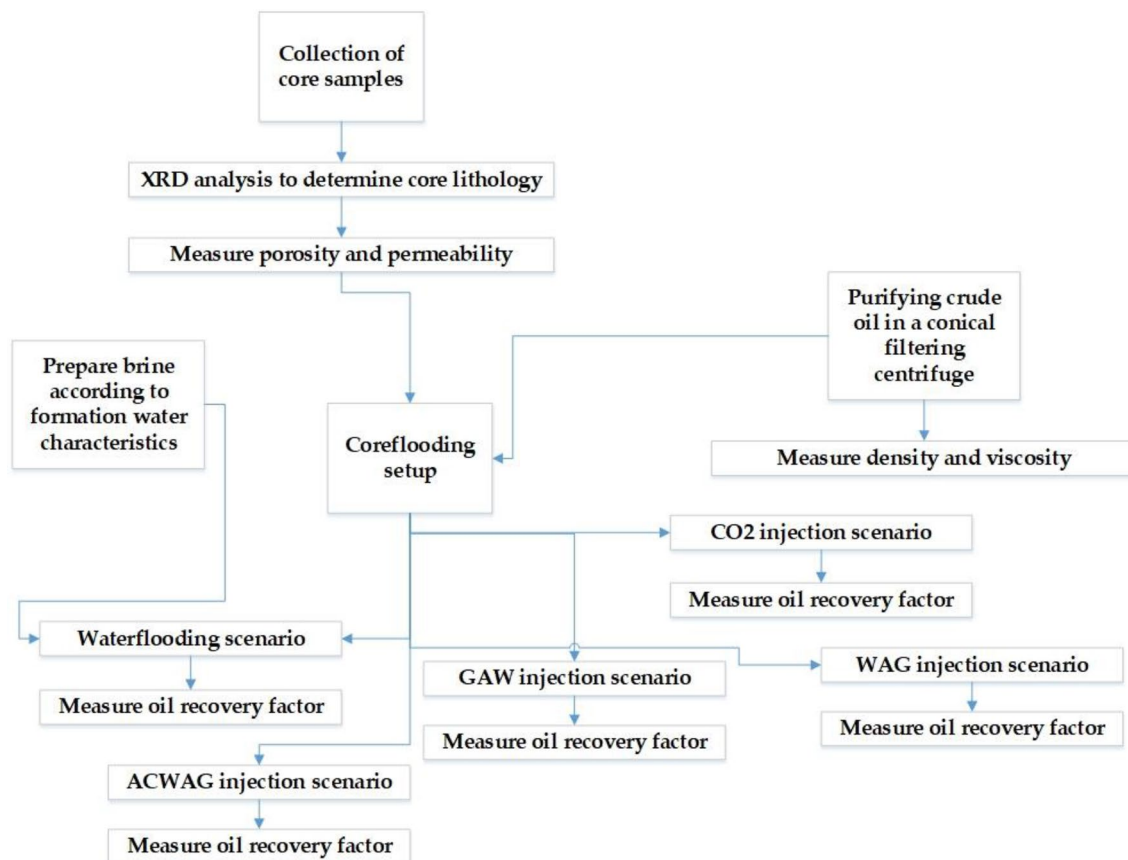 Collection of
core samples
XRD analysis to determine core lithology
Measure porosity and permeability
Purifying crude
oil in a conical
filtering
centrifuge
Prepare brine
according to
formation water
characteristics
Coreflooding
setup
Measure density and viscosity
CO2 injection scenario
Measure oil recovery factor
Waterflooding scenario
Measure oil recovery factor
GAW injection scenario
Measure oil recovery factor
WAG injection scenario
Measure oil recovery factor
ACWAG injection scenario
Measure oil recovery factor